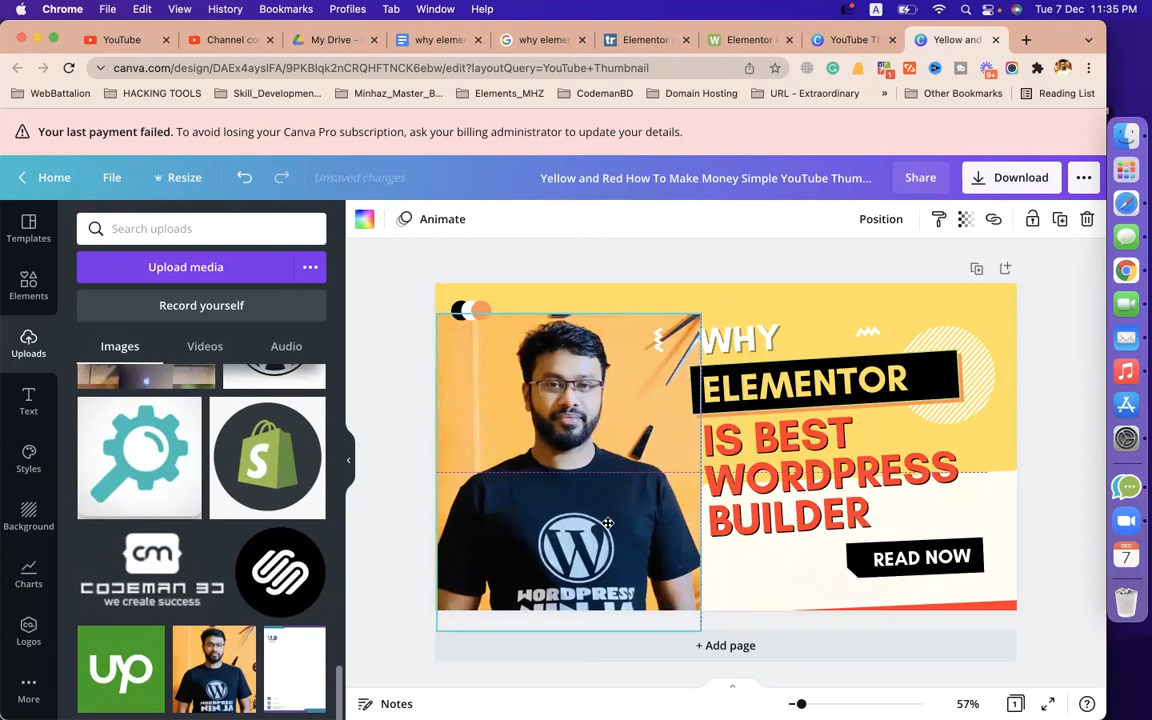 Chrome File Edit View History Bookmarks Profiles Tab Window Help A Tue 7 Dec 11:35 PM
YouTube Channel co My Drive - G why elemen why elemen Elementor Elementor YouTube Th Yellow and
canva.com/design/DAEx4aysIFA/9PKBlqk2nCRQHFTNCK6ebw/edit?layoutQuery=YouTube+Thumbnail
WebBattalion HACKING TOOLS Skill_Developmen... Minhaz_Master_B... Elements_MHZ CodemanBD Domain Hosting URL - Extraordinary » Other Bookmarks Reading List
Your last payment failed. To avoid losing your Canva Pro subscription, ask your billing administrator to update your details.
Home File Resize Unsaved changes Yellow and Red How To Make Money Simple YouTube Thum... Share Download
Animate Position
Templates
Elements
Uploads
Text
Styles
Background
Charts
Logos
More
Search uploads
Upload media
Record yourself
Images Videos Audio
S
cm
CODEMAN BD
we create success
up
WHY
ELEMENTOR
IS BEST
WORDPRESS
BUILDER
READ NOW
W
WORDPRESS
NINJA
+ Add page
Notes 57% 1
DEC
7